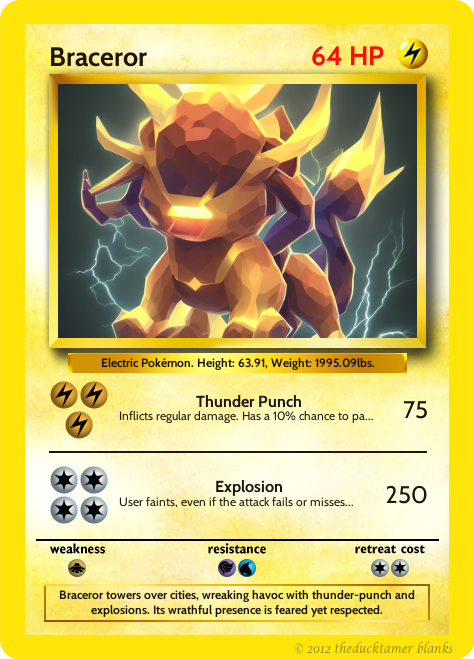 Braceror
64 HP
Electric Pokémon. Height: 63.91, Weight: 1995.09lbs.
Thunder Punch
Inflicts regular damage. Has a 10% chance to pa...
75
Explosion
User faints, even if the attack fails or misses...
250
weakness
resistance
retreat cost
Braceror towers over cities, wreaking havoc with thunder-punch and
explosions. Its wrathful presence is feared yet respected.
© 2012 theducktamer blanks